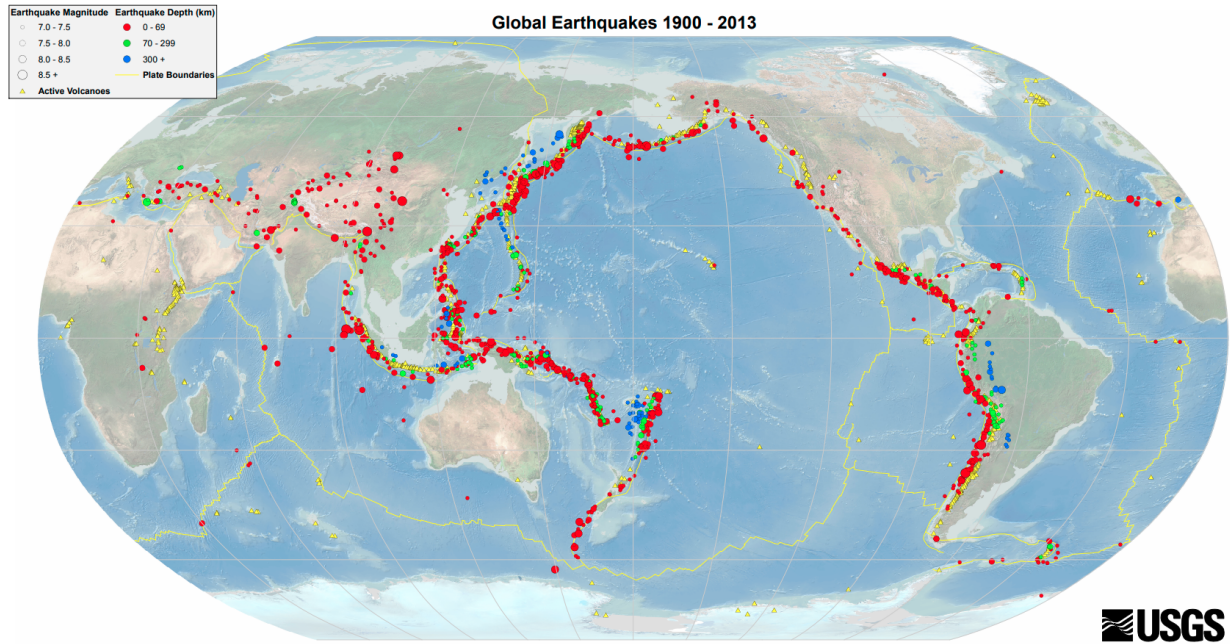 Global Earthquakes 1900 - 2013
Earthquake Magnitude
7.0 - 7.5
7.5 - 8.0
8.0 - 8.5
8.5 +
Active Volcanoes
Earthquake Depth (km)
0 - 69
70 - 299
300 +
Plate Boundaries
USGS